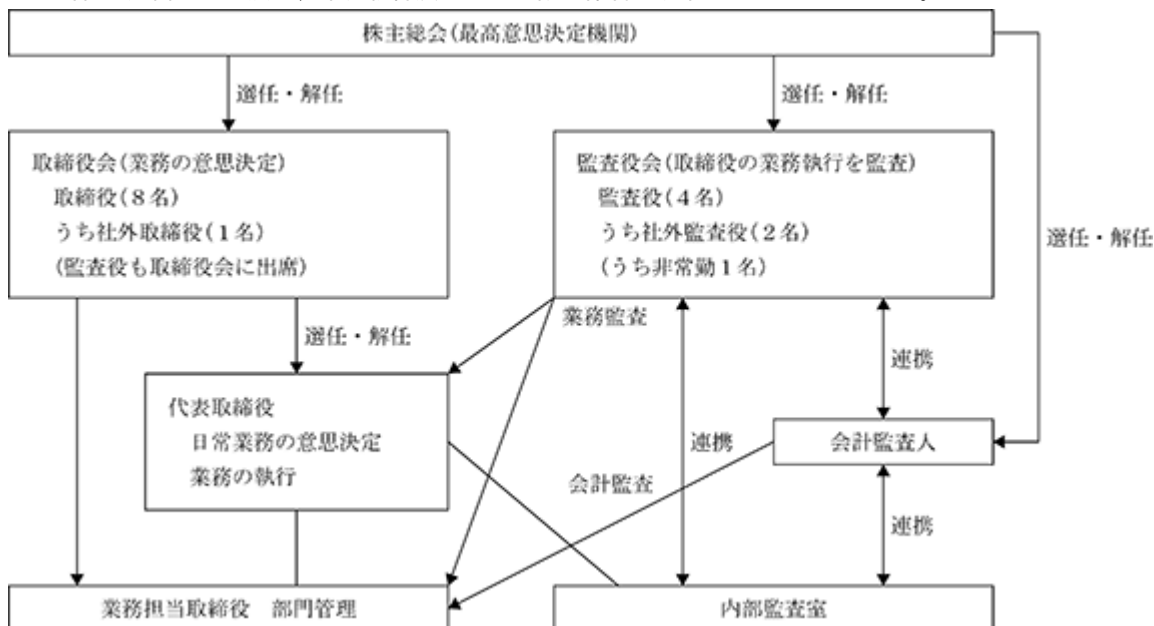 株主総会(最高意思決定機関)
選任・解任
選任・解任
取締役会(業務の意思決定)
取締役(8名)
うち社外取締役(1名)
(監査役も取締役会に出席)
監査役会(取締役の業務執行を監査)
監査役(4名)
うち社外監査役(2名)
(うち非常勤1名)
選任・解任
選任・解任
業務監査
連携
代表取締役
日常業務の意思決定
業務の執行
連携
会計監査人
会計監査
連携
業務担当取締役 部門管理
内部監査室